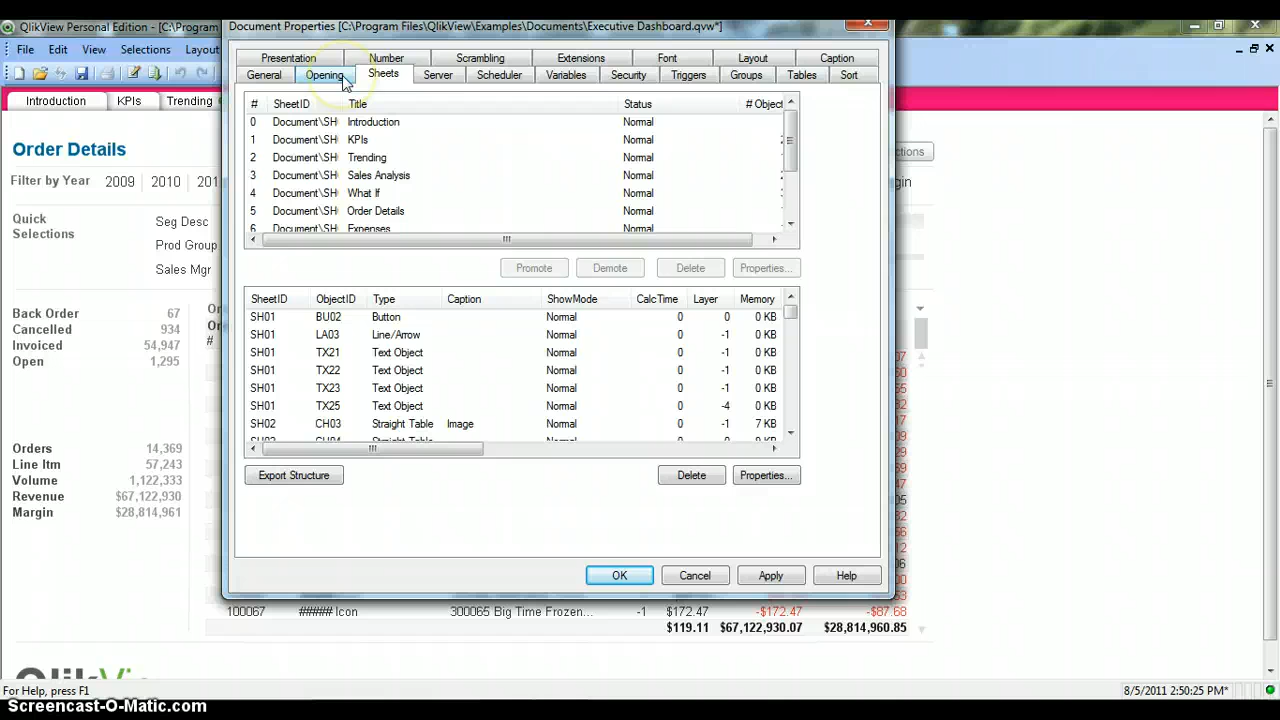 QlikView Personal Edition - [C:\Program
Document Properties [C:\Program Files\QlikView\Examples\Documents\Executive Dashboard.qvw*]
File Edit View Selections Layout
Presentation Number Scrambling Extensions Font Layout Caption
General Opening Sheets Server Scheduler Variables Security Triggers Groups Tables Sort
Introduction KPIs Trending
# SheetID Title Status # Object
0 Document\SH Introduction Normal
1 Document\SH KPIs Normal
2 Document\SH Trending Normal
3 Document\SH Sales Analysis Normal
4 Document\SH What If Normal
5 Document\SH Order Details Normal
6 Document\SH Expenses Normal
Order Details
Filter by Year 2009 2010 201
Quick
Selections
Seg Desc
Prod Group
Sales Mgr
Promote Demote Delete Properties...
SheetID ObjectID Type Caption ShowMode CalcTime Layer Memory
SH01 BU02 Button Normal 0 0 0 KB
SH01 LA03 Line/Arrow Normal 0 -1 0 KB
SH01 TX21 Text Object Normal 0 -1 0 KB
SH01 TX22 Text Object Normal 0 -1 0 KB
SH01 TX23 Text Object Normal 0 -1 0 KB
SH01 TX25 Text Object Normal 0 -4 0 KB
SH02 CH03 Straight Table Image Normal 0 -1 7 KB
Back Order 67
Cancelled 934
Invoiced 54,947
Open 1,295
Orders 14,369
Line Itm 57,243
Volume 1,122,333
Revenue $67,122,930
Margin $28,814,961
Export Structure Delete Properties...
OK Cancel Apply Help
100067 ##### Icon 300065 Big Time Frozen... -1 $172.47 -$172.47 -$87.68
$119.11 $67,122,930.07 $28,814,960.85
For Help, press F1
8/5/2011 2:50:25 PM*
Screencast-O-Matic.com